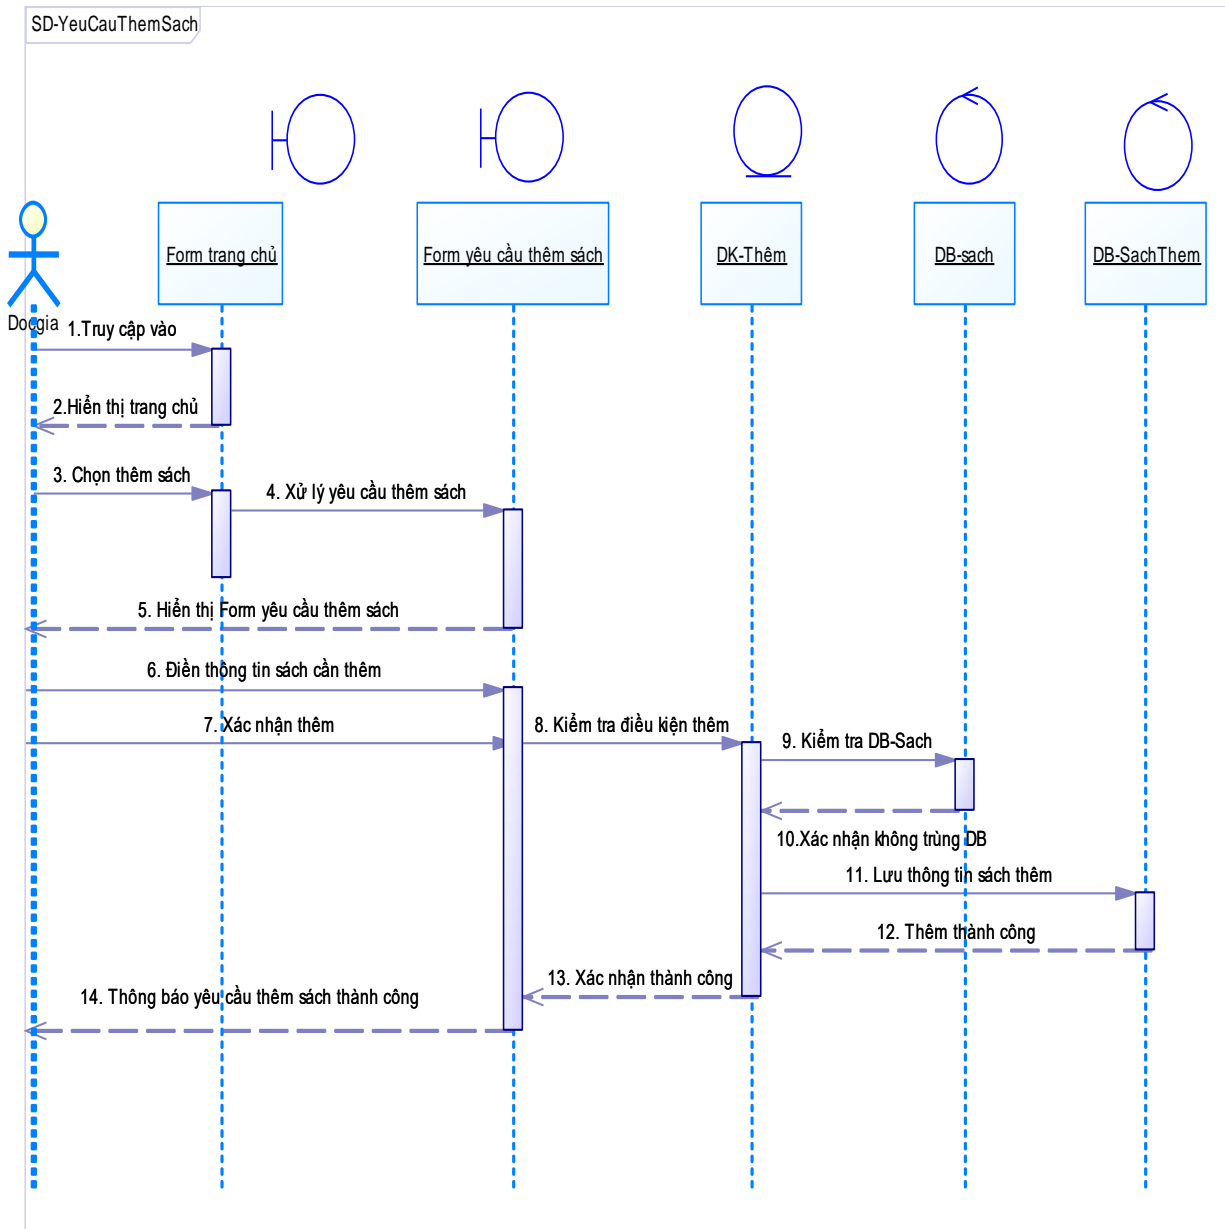 SD-YeuCauThemSach
Form trang chủ
Form yêu cầu thêm sách
DK-Thêm
DB-sach
DB-SachThem
Docgia
1.Truy cập vào
2.Hiển thị trang chủ
3. Chọn thêm sách
4. Xử lý yêu cầu thêm sách
5. Hiển thị Form yêu cầu thêm sách
6. Điền thông tin sách cần thêm
7. Xác nhận thêm
8. Kiểm tra điều kiện thêm
9. Kiểm tra DB-Sach
10.Xác nhận không trùng DB
11. Lưu thông tin sách thêm
12. Thêm thành công
13. Xác nhận thành công
14. Thông báo yêu cầu thêm sách thành công